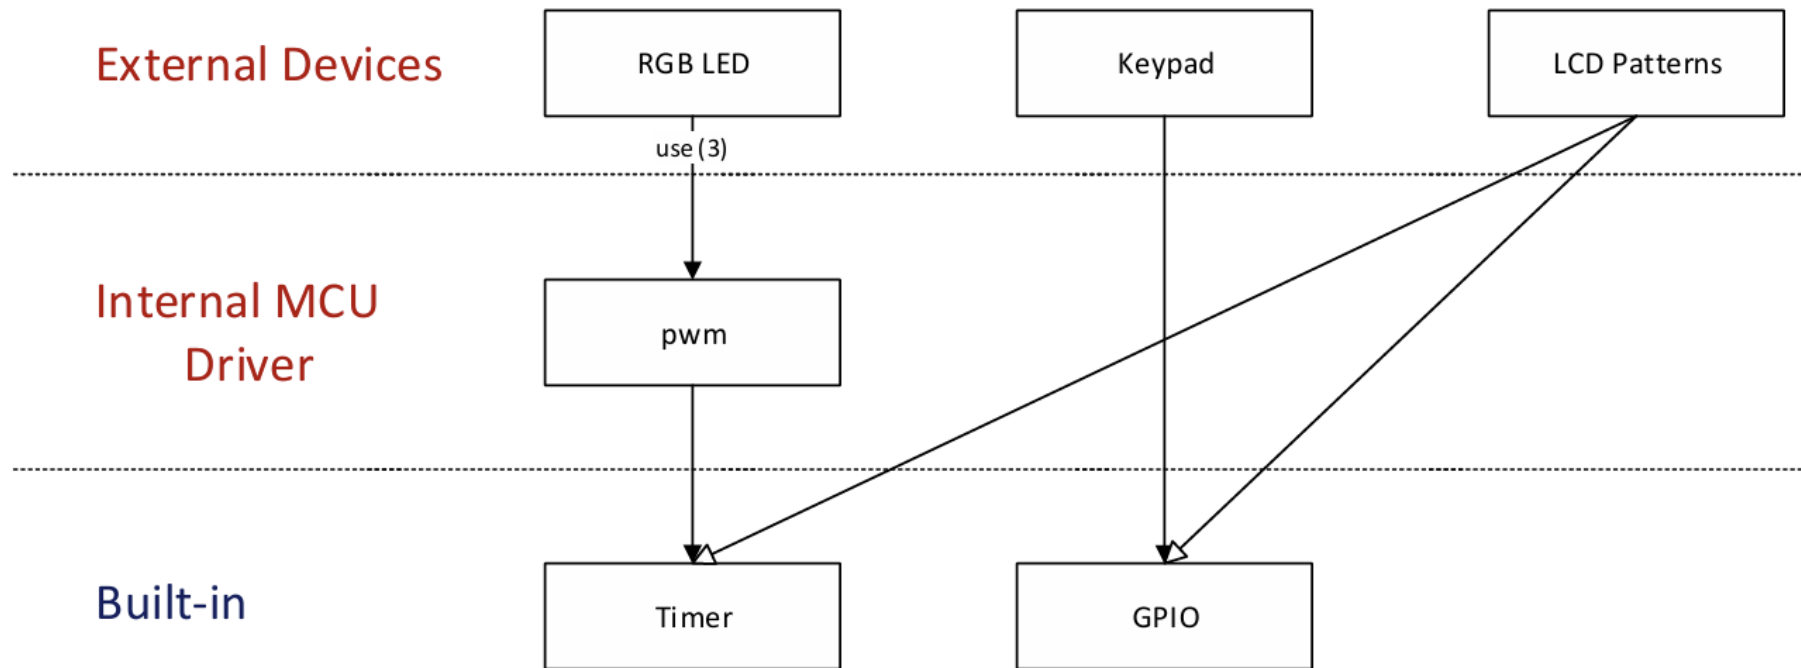 External Devices
RGB LED
Keypad
LCD Patterns
use (3)
Internal MCU
Driver
pwm
Built-in
Timer
GPIO